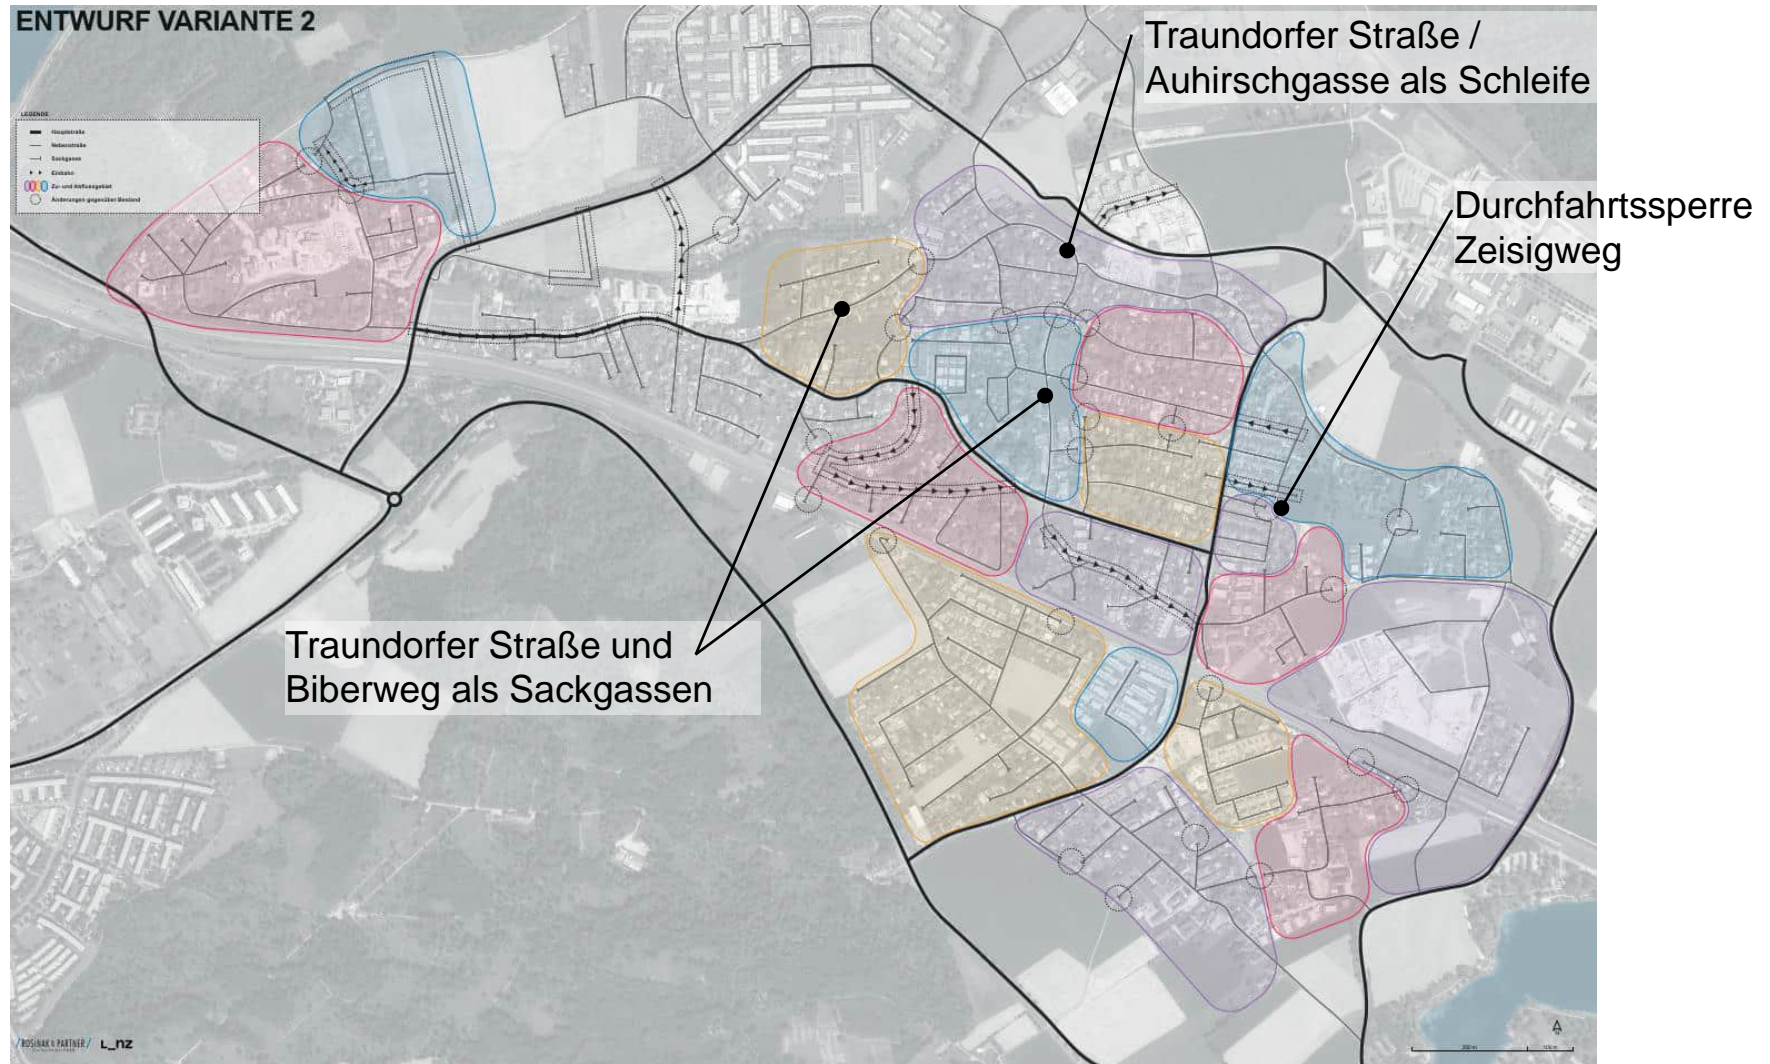 ENTWURF VARIANTE 2
Traundorfer Straße /
Auhirschgasse als Schleife
LEGENDE
Hauptstraße
Nebenstraße
Sackgasse
Einbahn
Zu- und Abflussgebiet
Änderungen gegenüber Bestand
Durchfahrtssperre
Zeisigweg
Traundorfer Straße und
Biberweg als Sackgassen
/ROSINAK & PARTNER/ L_nz